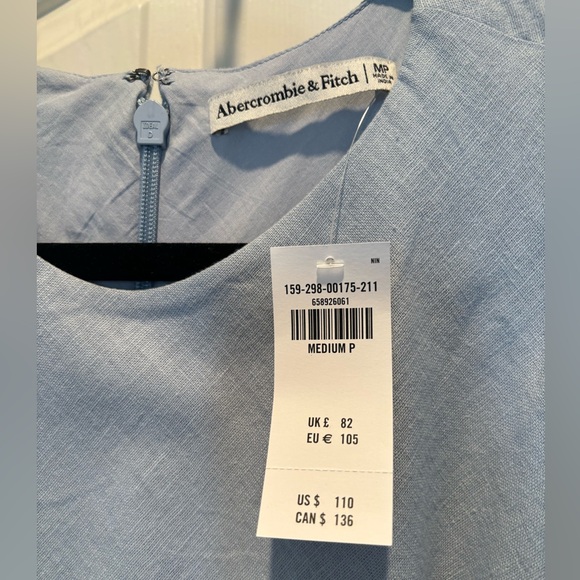 Abercrombie & Fitch
MP
MADE IN
INDIA
NIN
159-298-00175-211
658926061
MEDIUM P
UK £ 82
EU € 105
US $ 110
CAN $ 136